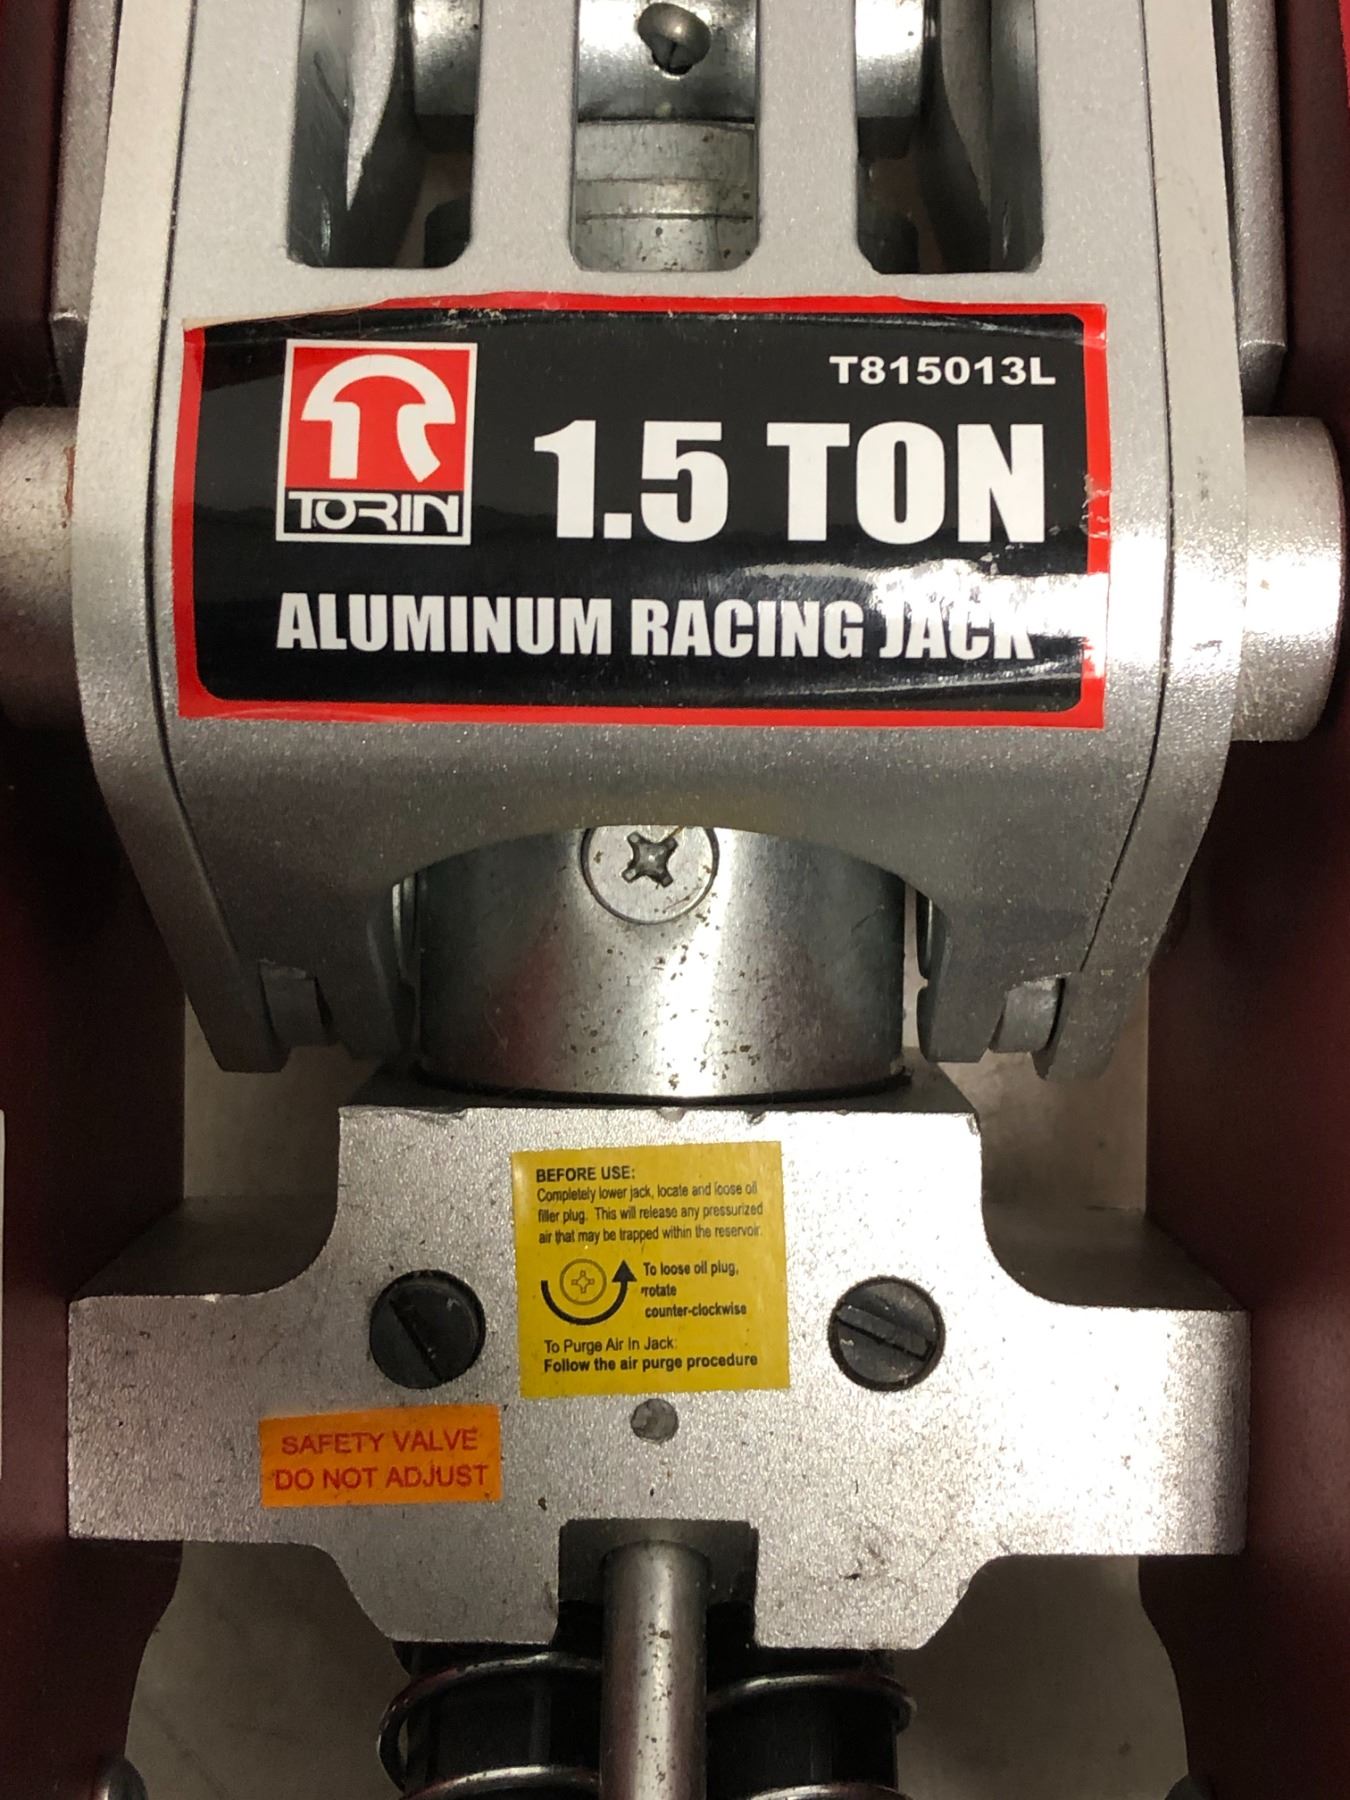 T815013L
TORIN
1.5 TON
ALUMINUM RACING JACK
BEFORE USE:
Completely lower jack, locate and loose oil
filler plug. This will release any pressurized
air that may be trapped within the reservoir.
To loose oil plug,
rotate
counter-clockwise
To Purge Air In Jack:
Follow the air purge procedure
SAFETY VALVE
DO NOT ADJUST